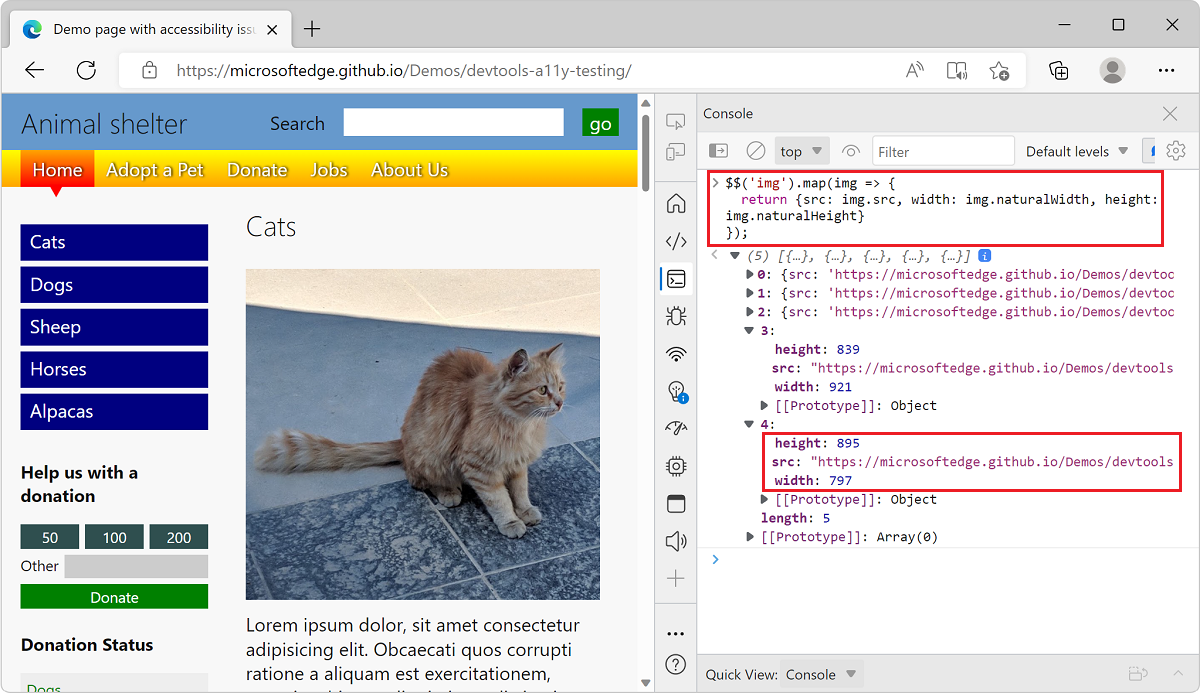 Demo page with accessibility issu
https://microsoftedge.github.io/Demos/devtools-a11y-testing/
Animal shelter
Search
go
Home
Adopt a Pet
Donate
Jobs
About Us
Cats
Dogs
Sheep
Horses
Alpacas
Help us with a
donation
50
100
200
Other
Donate
Donation Status
Dogs
Cats
Lorem ipsum dolor, sit amet consectetur
adipisicing elit. Obcaecati quos corrupti
ratione a aliquam est exercitationem,
Console
top
Filter
Default levels
$$('img').map(img => {
return {src: img.src, width: img.naturalWidth, height:
img.naturalHeight}
});
(5) [{…}, {…}, {…}, {…}, {…}]
0: {src: 'https://microsoftedge.github.io/Demos/devtoc
1: {src: 'https://microsoftedge.github.io/Demos/devtoc
2: {src: 'https://microsoftedge.github.io/Demos/devtoc
3:
height: 839
src: "https://microsoftedge.github.io/Demos/devtools
width: 921
[[Prototype]]: Object
4:
height: 895
src: "https://microsoftedge.github.io/Demos/devtools
width: 797
[[Prototype]]: Object
length: 5
[[Prototype]]: Array(0)
Quick View: Console